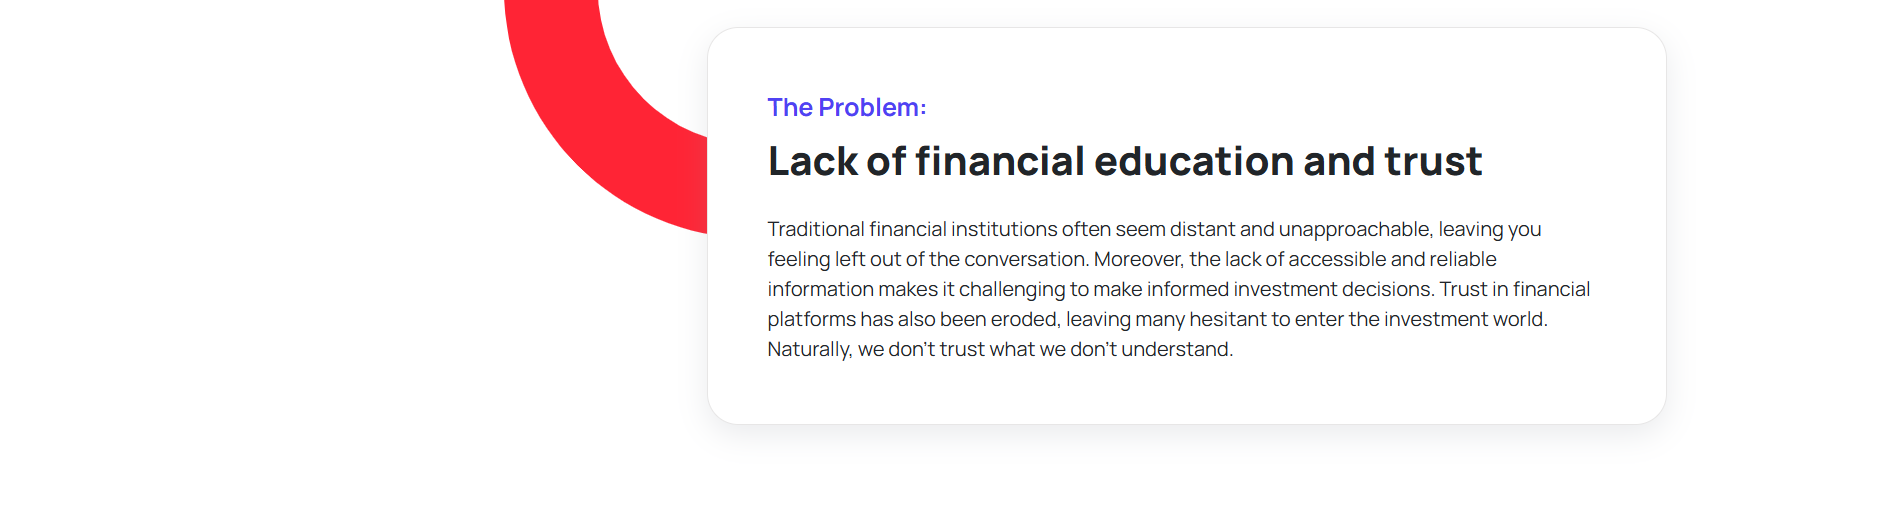 The Problem:
Lack of financial education and trust
Traditional financial institutions often seem distant and unapproachable, leaving you
feeling left out of the conversation. Moreover, the lack of accessible and reliable
information makes it challenging to make informed investment decisions. Trust in financial
platforms has also been eroded, leaving many hesitant to enter the investment world.
Naturally, we don’t trust what we don’t understand.